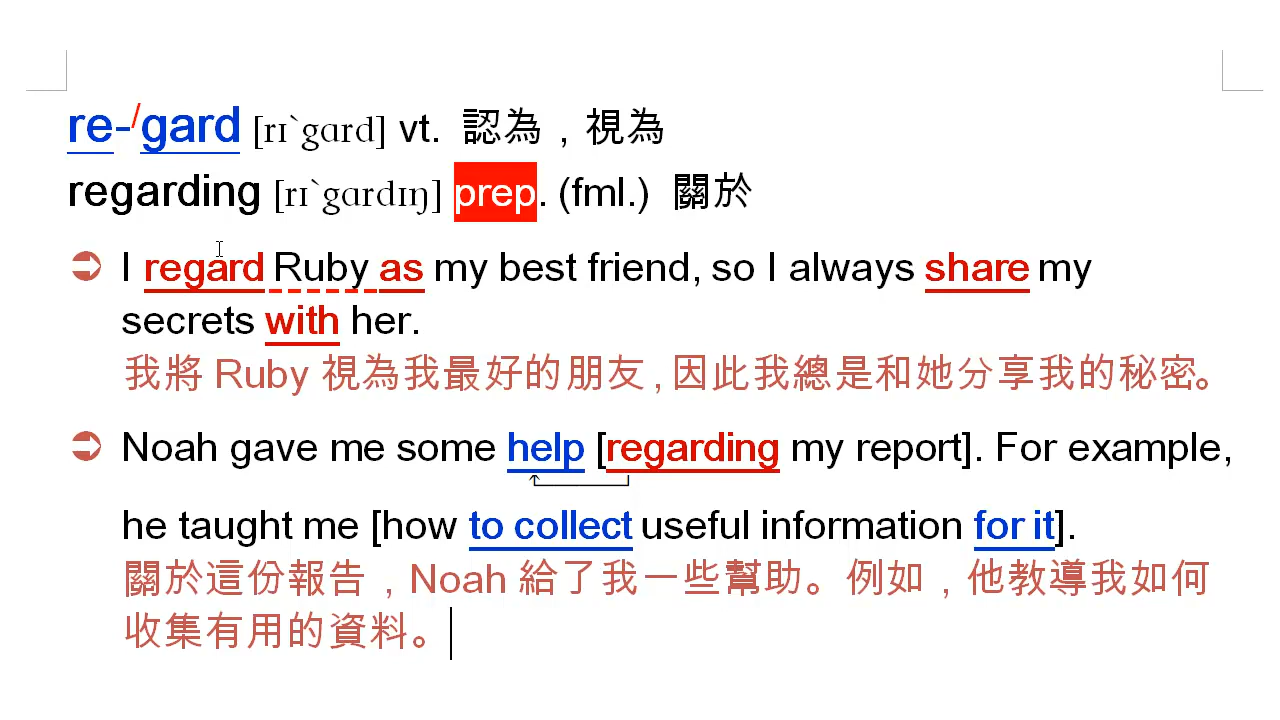 re-/gard [rɪˋgɑrd] vt. 認為，視為
regarding [rɪˋgɑrdɪŋ] prep. (fml.) 關於
➲ I regard Ruby as my best friend, so I always share my
secrets with her.
我將 Ruby 視為我最好的朋友，因此我總是和她分享我的秘密。
➲ Noah gave me some help [regarding my report]. For example,
he taught me [how to collect useful information for it].
關於這份報告，Noah 給了我一些幫助。例如，他教導我如何
收集有用的資料。